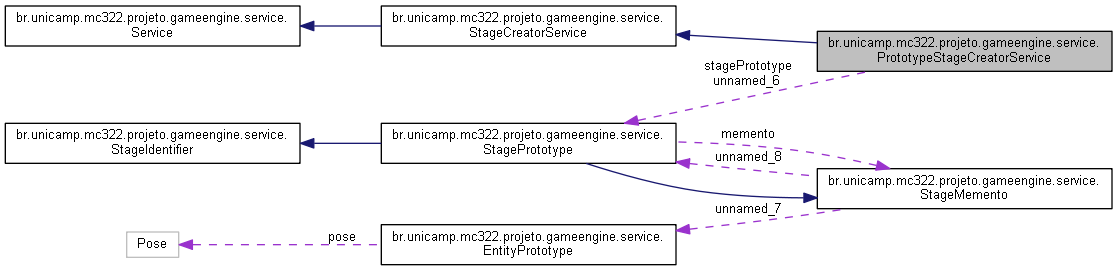 br.unicamp.mc322.projeto.gameengine.service.
Service
br.unicamp.mc322.projeto.gameengine.service.
StageCreatorService
br.unicamp.mc322.projeto.gameengine.service.
PrototypeStageCreatorService
stagePrototype
unnamed_6
br.unicamp.mc322.projeto.gameengine.service.
StageIdentifier
br.unicamp.mc322.projeto.gameengine.service.
StagePrototype
memento
unnamed_8
br.unicamp.mc322.projeto.gameengine.service.
StageMemento
unnamed_7
Pose
pose
br.unicamp.mc322.projeto.gameengine.service.
EntityPrototype